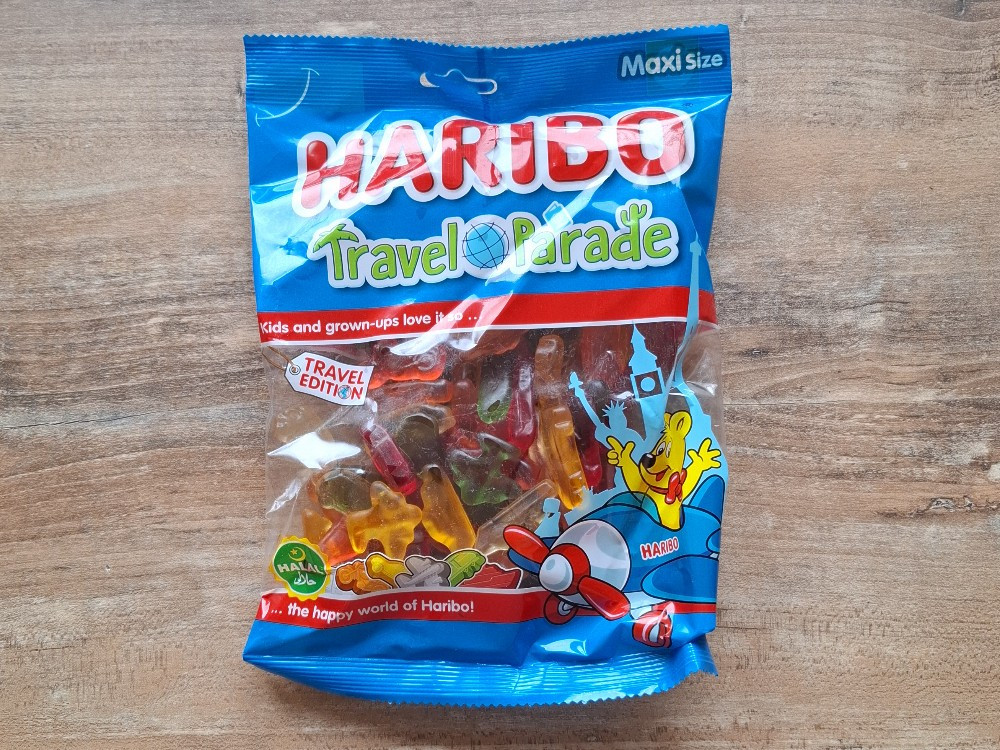 Maxi Size
HARIBO
Travel Parade
Kids and grown-ups love it so ...
TRAVEL
EDITION
HARIBO
HALAL
حلال
... the happy world of Haribo!